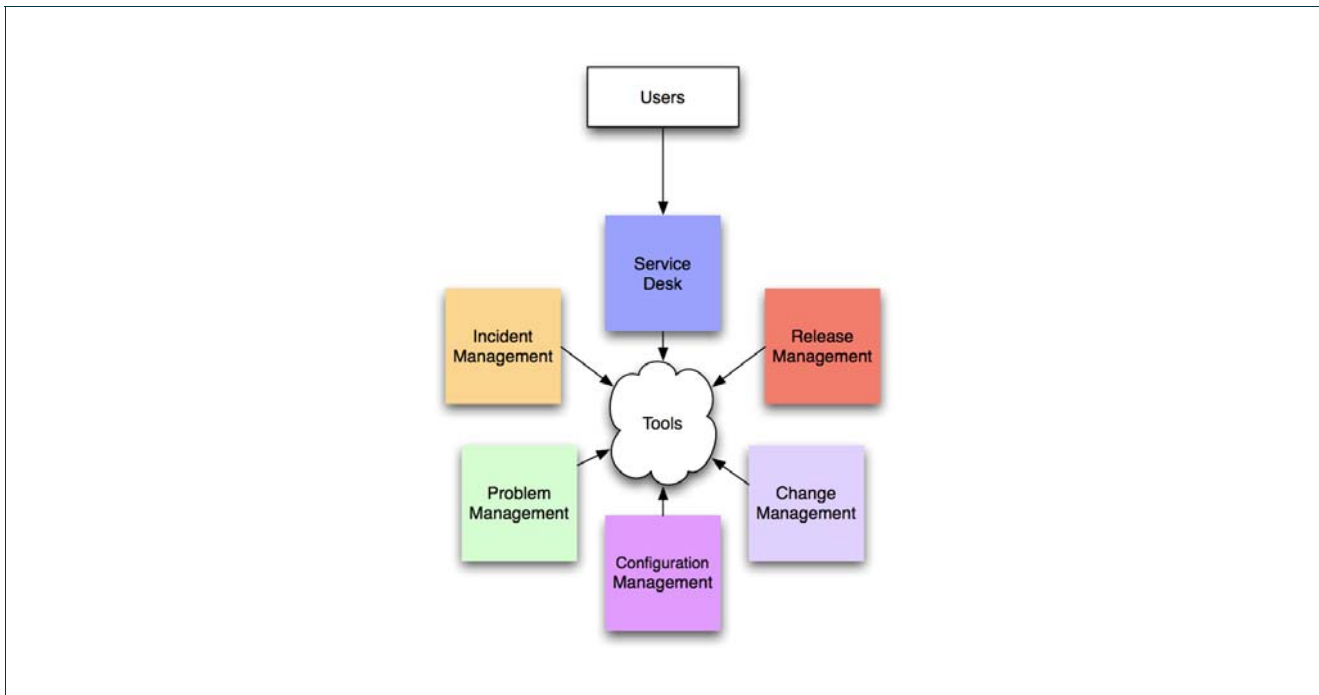 Users
Service
Desk
Incident
Management
Release
Management
Tools
Problem
Management
Change
Management
Configuration
Management